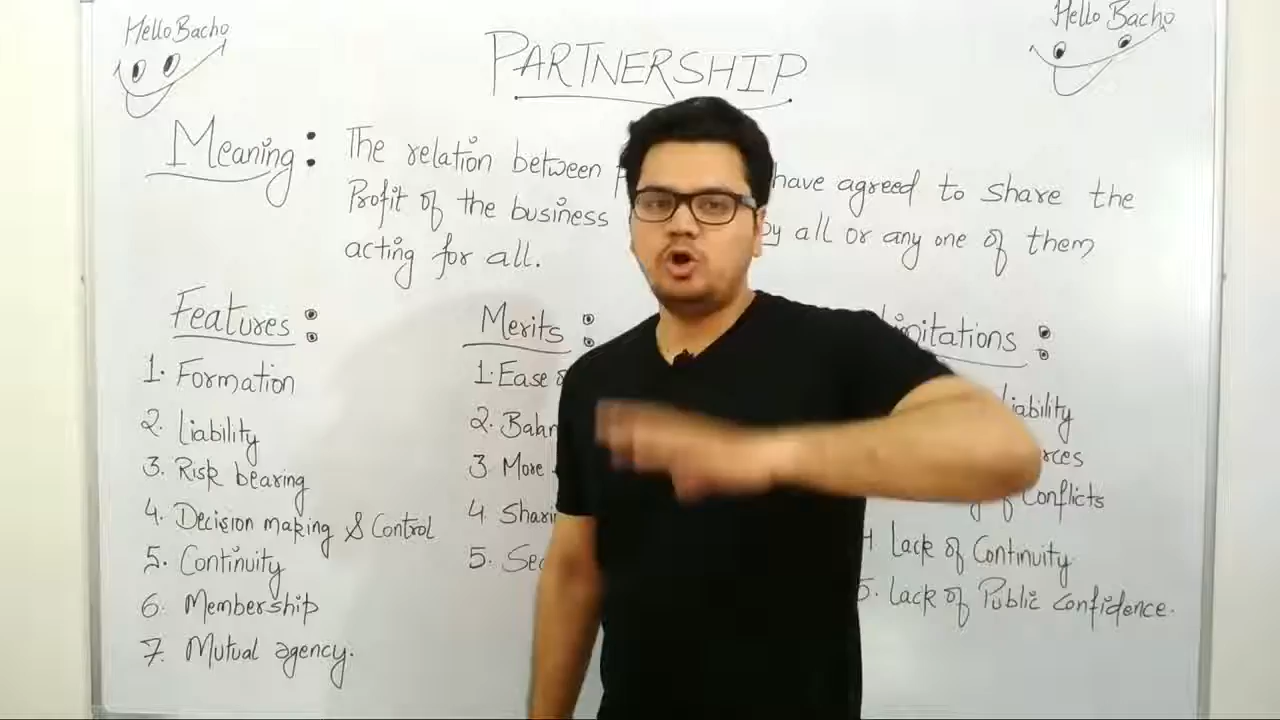 Hello Bacho
Hello Bacho
PARTNERSHIP
Meaning:
The relation between have agreed to share the
Profit of the business by all or any one of them
acting for all.
Features:
1. Formation
2. Liability
3. Risk bearing
4. Decision making & Control
5. Continuity
6. Membership
7. Mutual agency.
Merits:
1. Ease
2.
3. More
4.
5.
Limitations:
liability
Conflicts
4 Lack of Continuity
5. Lack of Public Confidence.